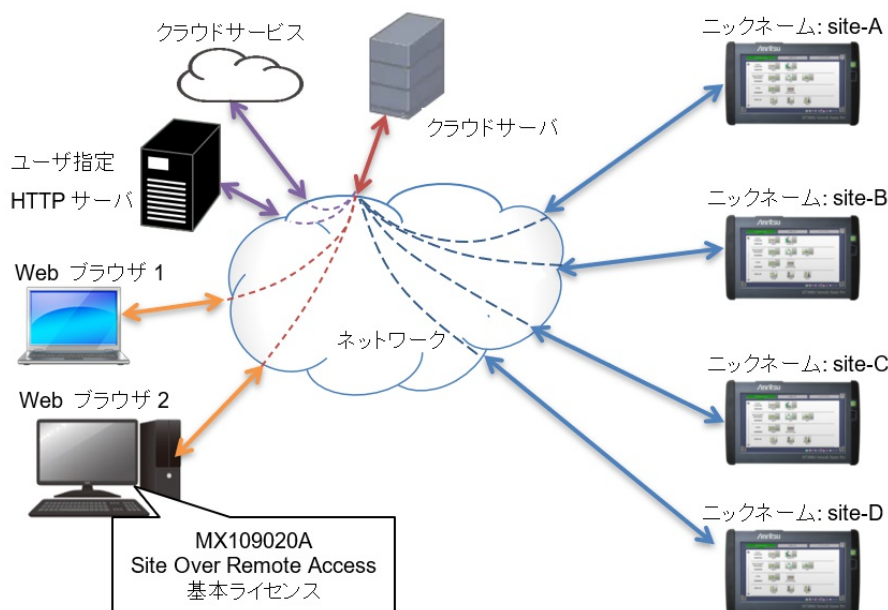 クラウドサービス
クラウドサーバ
ユーザ指定
HTTP サーバ
Web ブラウザ 1
Web ブラウザ 2
ネットワーク
MX109020A
Site Over Remote Access
基本ライセンス
ニックネーム: site-A
Anritsu
ニックネーム: site-B
Anritsu
ニックネーム: site-C
Anritsu
ニックネーム: site-D
Anritsu